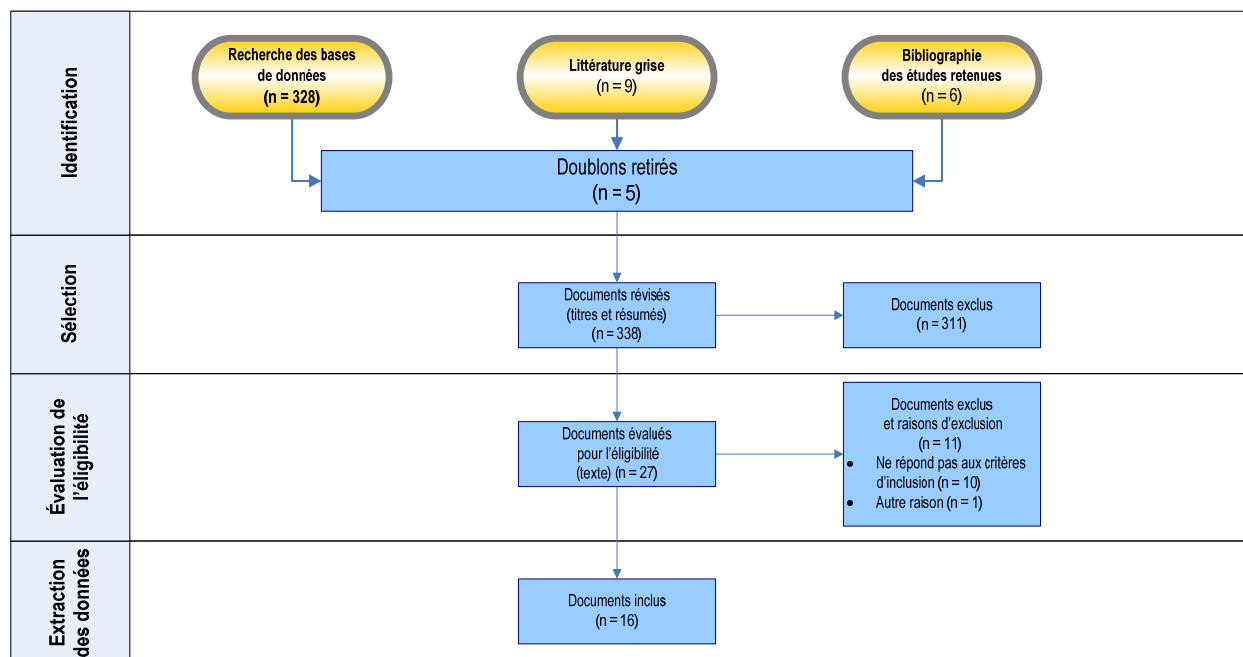 Identification
Recherche des bases
de données
(n = 328)
Littérature grise
(n = 9)
Bibliographie
des études retenues
(n = 6)
Doublons retirés
(n = 5)
Sélection
Documents révisés
(titres et résumés)
(n = 338)
Documents exclus
(n = 311)
Évaluation de
l’éligibilité
Documents évalués
pour l’éligibilité
(texte) (n = 27)
Documents exclus
et raisons d’exclusion
(n = 11)
• Ne répond pas aux critères
d’inclusion (n = 10)
• Autre raison (n = 1)
Extraction
des données
Documents inclus
(n = 16)